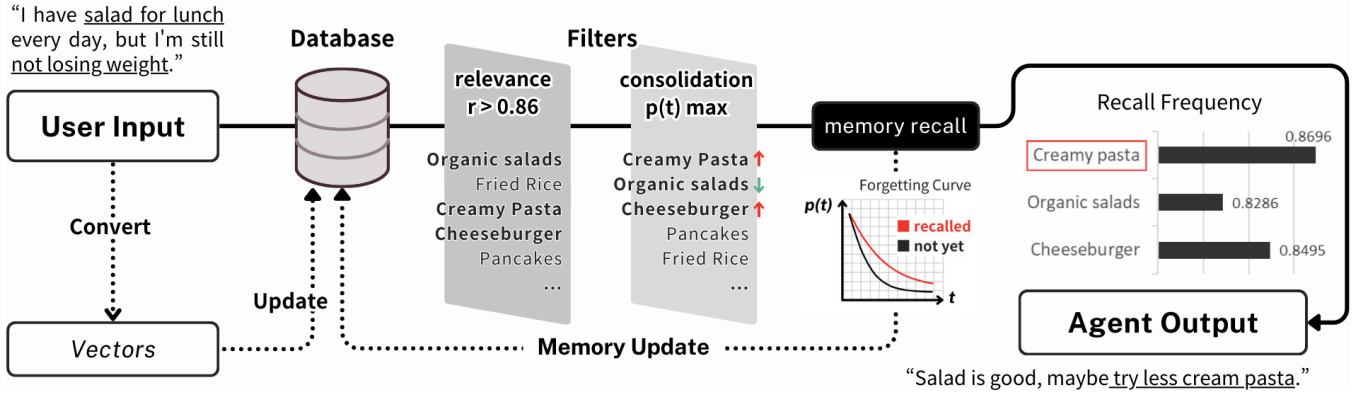 “I have salad for lunch
every day, but I'm still
not losing weight.”
User Input
Convert
Vectors
Update
Database
Filters
relevance
r > 0.86
Organic salads
Fried Rice
Creamy Pasta
Cheeseburger
Pancakes
...
consolidation
p(t) max
Creamy Pasta ↑
Organic salads ↓
Cheeseburger ↑
Pancakes
Fried Rice
...
memory recall
Forgetting Curve
p(t)
recalled
not yet
t
Memory Update
Recall Frequency
Creamy pasta 0.8696
Organic salads 0.8286
Cheeseburger 0.8495
Agent Output
“Salad is good, maybe try less cream pasta.”